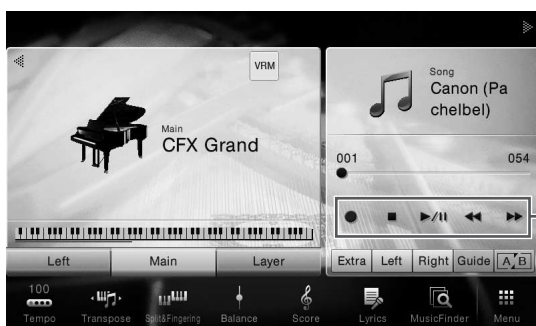 VRM
Main
CFX Grand
Song
Canon (Pa
chelbel)
001 054
Left Main Layer
Extra Left Right Guide A B
100
Tempo Transpose Split&Fingering Balance Score Lyrics MusicFinder Menu